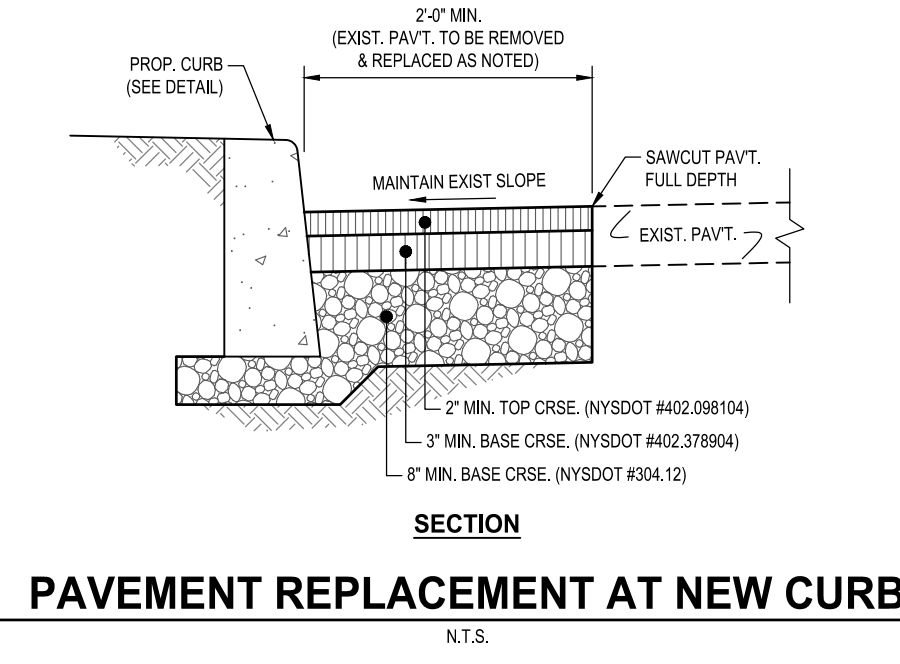 2'-0" MIN.
(EXIST. PAV'T. TO BE REMOVED
& REPLACED AS NOTED)
PROP. CURB
(SEE DETAIL)
MAINTAIN EXIST SLOPE
SAWCUT PAV'T.
FULL DEPTH
EXIST. PAV'T.
2" MIN. TOP CRSE. (NYSDOT #402.098104)
3" MIN. BASE CRSE. (NYSDOT #402.378904)
8" MIN. BASE CRSE. (NYSDOT #304.12)
SECTION
PAVEMENT REPLACEMENT AT NEW CURB
N.T.S.